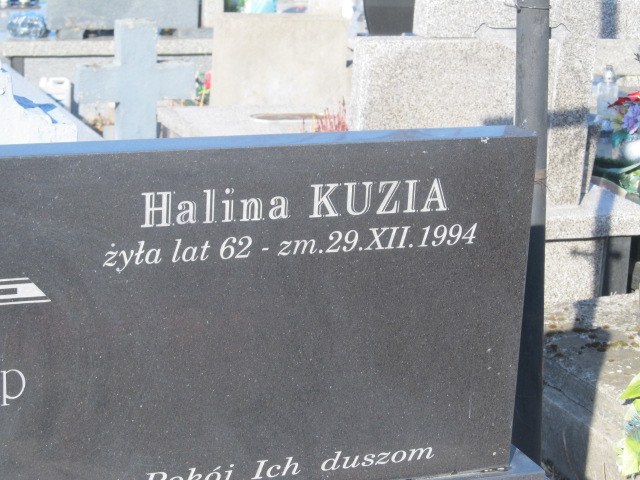 Halina KUZIA
żyła lat 62 - zm.29.XII.1994
p
Pokój Ich duszom